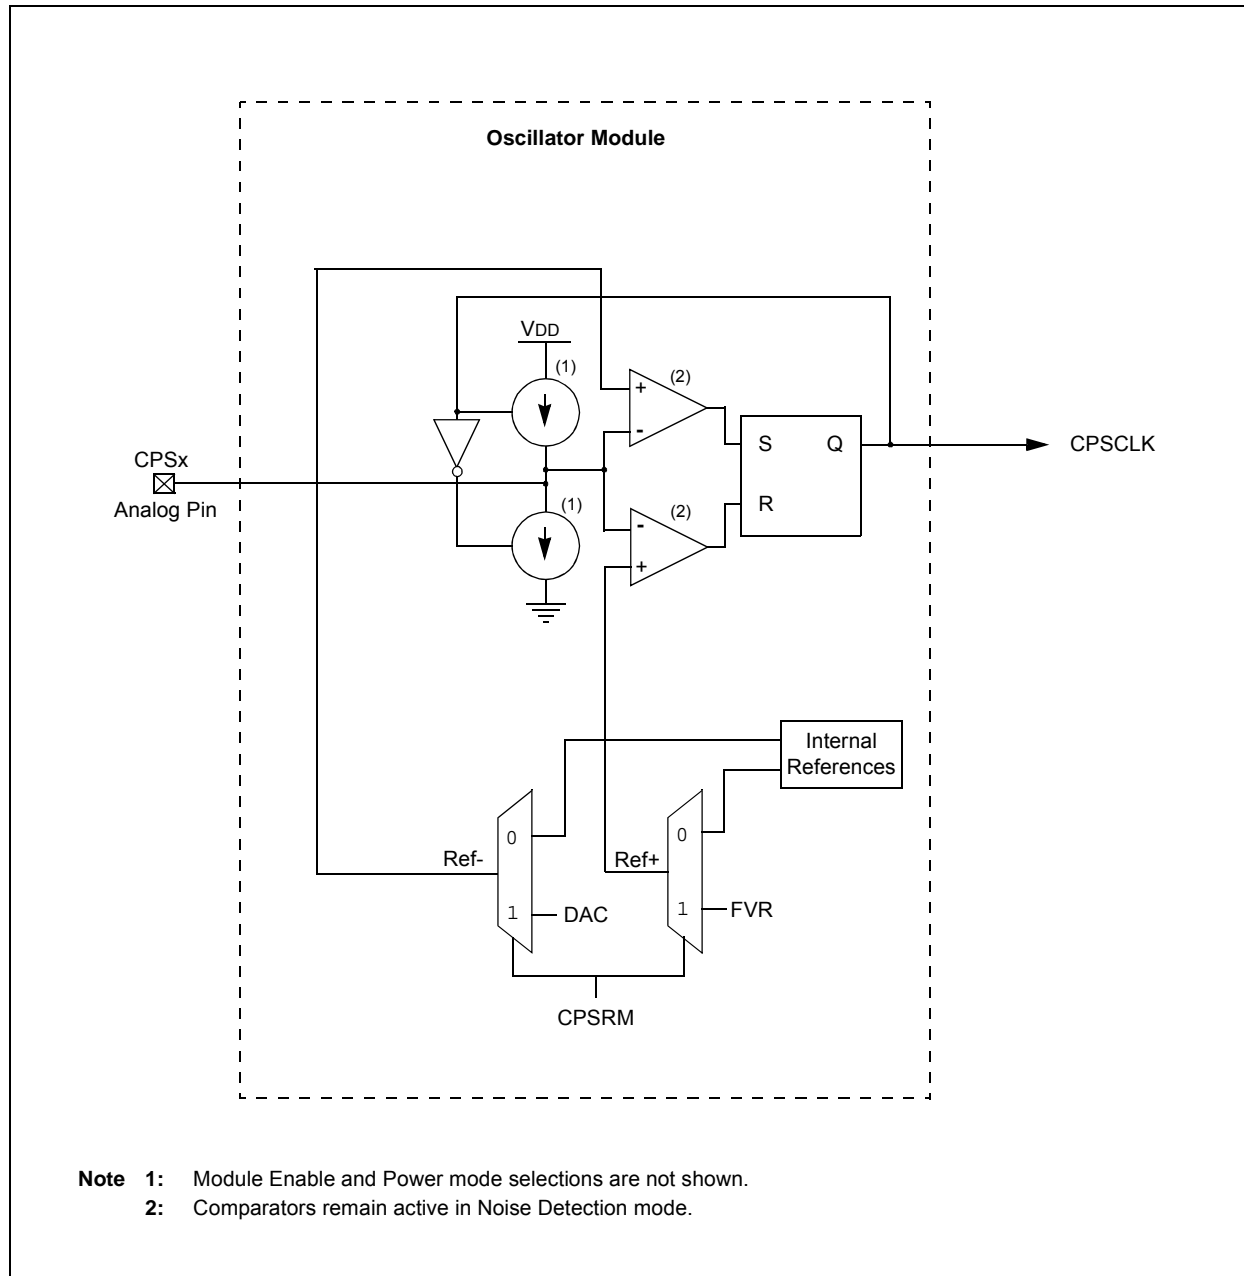 Oscillator Module
VDD
(1)
(2)
+
-
S Q
CPSCLK
CPSx
Analog Pin
(1)
(2)
R
-
+
Internal
References
0
0
Ref-
Ref+
1
DAC
1
FVR
CPSRM
Note 1: Module Enable and Power mode selections are not shown.
2: Comparators remain active in Noise Detection mode.